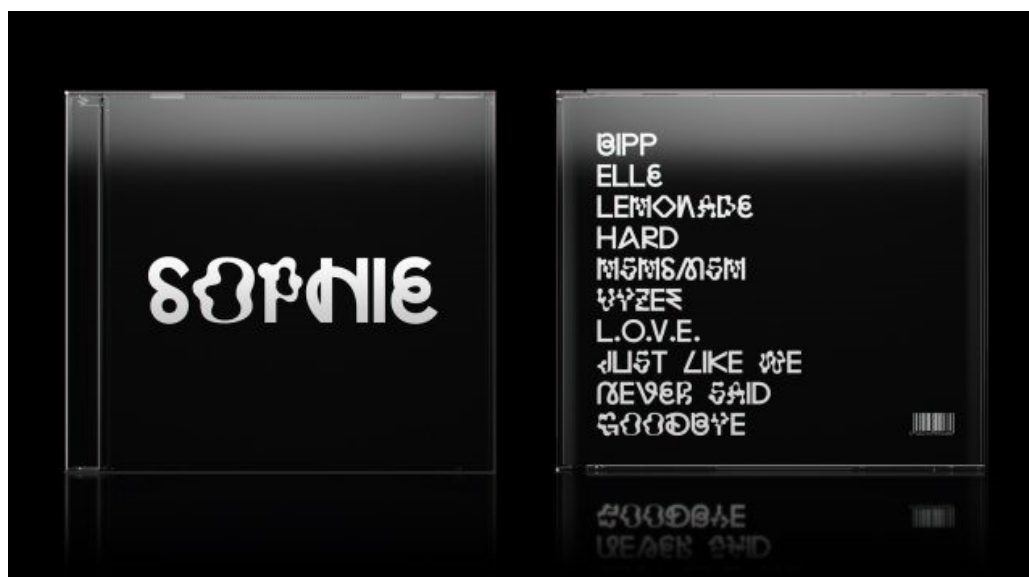 SOPHIE
BIPP
ELLE
LEMONADE
HARD
MSMSMSM
VYZEE
L.O.V.E.
JUST LIKE WE
NEVER SAID
GOODBYE